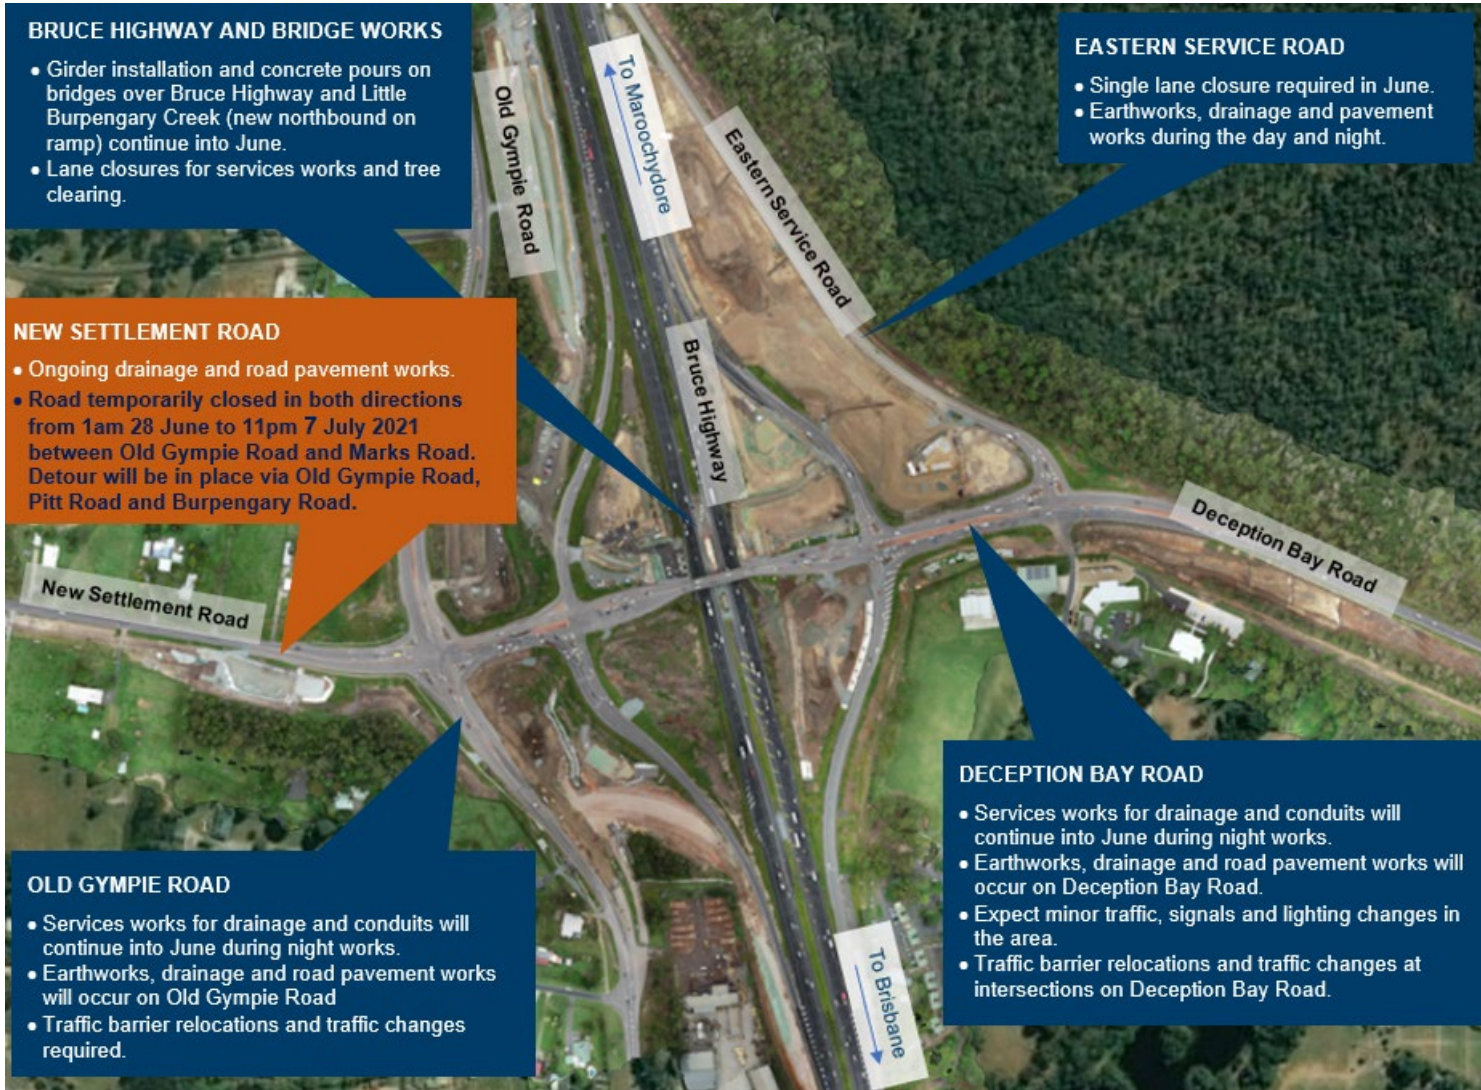 BRUCE HIGHWAY AND BRIDGE WORKS
• Girder installation and concrete pours on
bridges over Bruce Highway and Little
Burpengary Creek (new northbound on
ramp) continue into June.
• Lane closures for services works and tree
clearing.
Old Gympie Road
To Maroochydore
Eastern Service Road
EASTERN SERVICE ROAD
• Single lane closure required in June.
• Earthworks, drainage and pavement
works during the day and night.
NEW SETTLEMENT ROAD
• Ongoing drainage and road pavement works.
• Road temporarily closed in both directions
from 1am 28 June to 11pm 7 July 2021
between Old Gympie Road and Marks Road.
Detour will be in place via Old Gympie Road,
Pitt Road and Burpengary Road.
Bruce Highway
Deception Bay Road
New Settlement Road
OLD GYMPIE ROAD
• Services works for drainage and conduits will
continue into June during night works.
• Earthworks, drainage and road pavement works
will occur on Old Gympie Road
• Traffic barrier relocations and traffic changes
required.
To Brisbane
DECEPTION BAY ROAD
• Services works for drainage and conduits will
continue into June during night works.
• Earthworks, drainage and road pavement works will
occur on Deception Bay Road.
• Expect minor traffic, signals and lighting changes in
the area.
• Traffic barrier relocations and traffic changes at
intersections on Deception Bay Road.